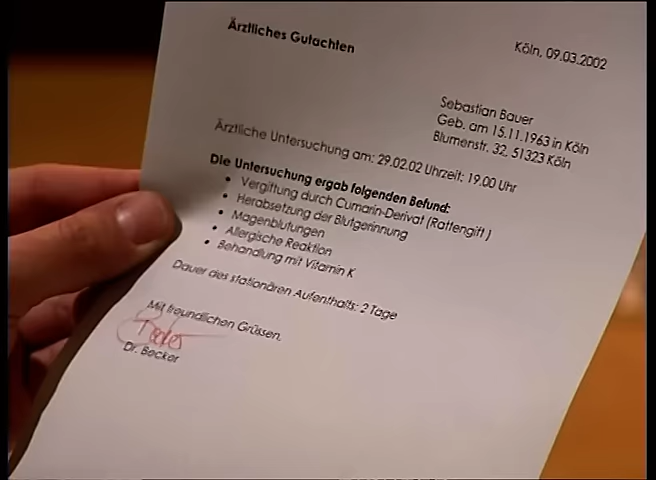 Ärztliches Gutachten
Köln, 09.03.2002
Sebastian Bauer
Geb. am 15.11.1963 in Köln
Blumenstr. 32, 51323 Köln
Ärztliche Untersuchung am: 29.02.02 Uhrzeit: 19.00 Uhr
Die Untersuchung ergab folgenden Befund:
• Vergiftung durch Cumarin-Derivat (Rattengift)
• Herabsetzung der Blutgerinnung
• Magenblutungen
• Allergische Reaktion
• Behandlung mit Vitamin K
Dauer des stationären Aufenthalts: 2 Tage
Mit freundlichen Grüssen,
Becker
Dr. Becker